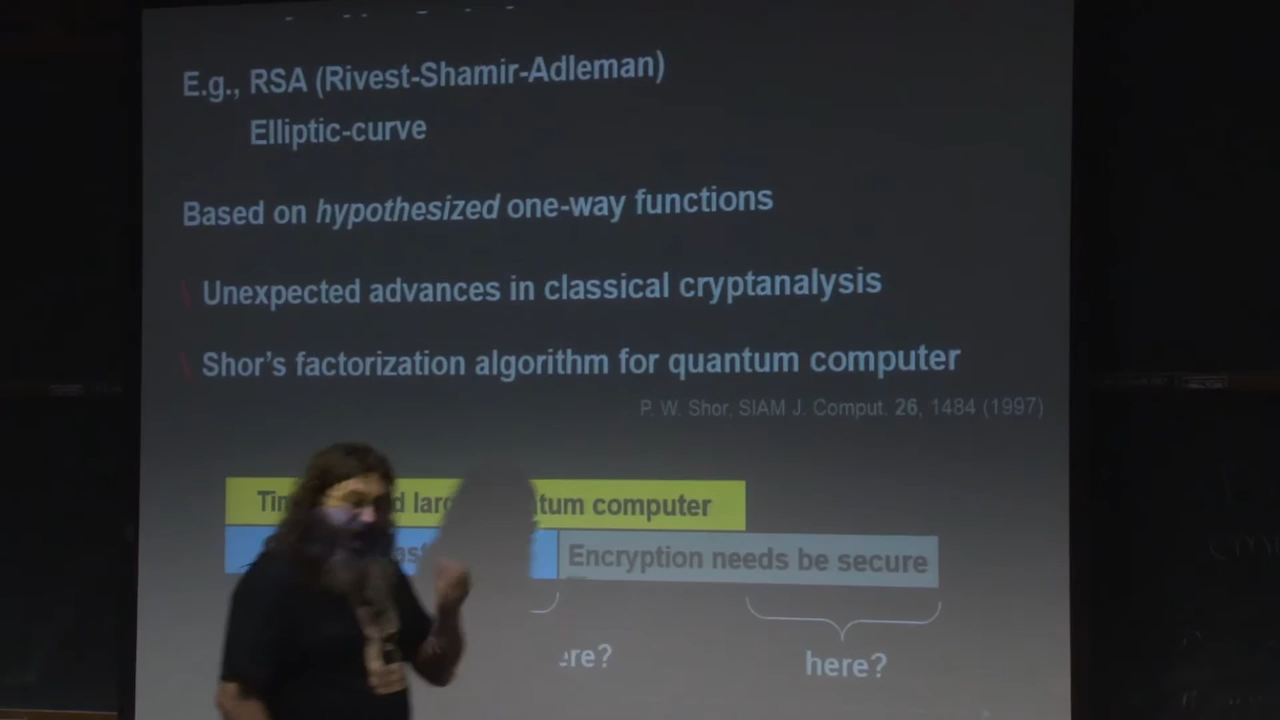 E.g., RSA (Rivest-Shamir-Adleman)
Elliptic-curve
Based on hypothesized one-way functions
Unexpected advances in classical cryptanalysis
Shor's factorization algorithm for quantum computer
P. W. Shor, SIAM J. Comput. 26, 1484 (1997)
computer
Encryption needs be secure
here?